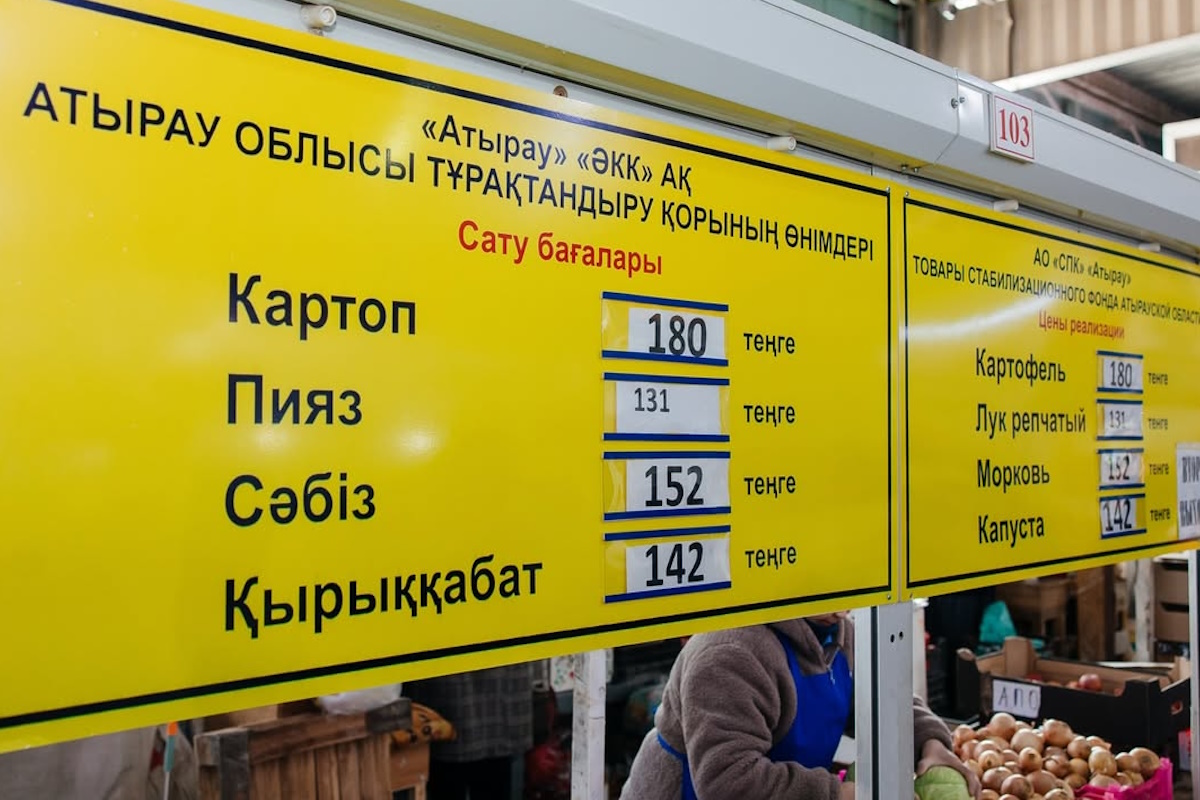 «Атырау» «ӘКК» АҚ
АТЫРАУ ОБЛЫСЫ ТҰРАҚТАНДЫРУ ҚОРЫНЫҢ ӨНІМДЕРІ
Сату бағалары
Картоп 180 теңге
Пияз 131 теңге
Сәбіз 152 теңге
Қырыққабат 142 теңге
103
АО «СПК» «Атырау»
ТОВАРЫ СТАБИЛИЗАЦИОННОГО ФОНДА АТЫРАУСКОЙ
Цены реализации
Картофель 180 тенге
Лук репчатый 131 тенге
Морковь 152 тенге
Капуста 142 тенге
АПО